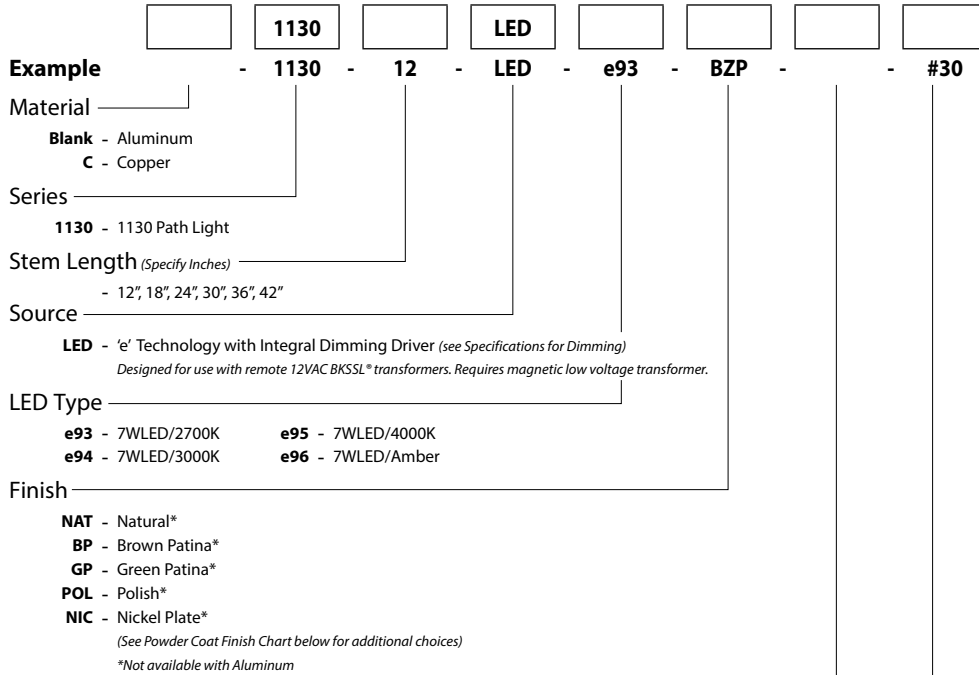 1130 LED
Example - 1130 - 12 - LED - e93 - BZP - - #30
Material
Blank - Aluminum
C - Copper
Series
1130 - 1130 Path Light
Stem Length (Specify Inches)
- 12”, 18”, 24”, 30”, 36”, 42”
Source
LED - ‘e’ Technology with Integral Dimming Driver (see Specifications for Dimming)
Designed for use with remote 12VAC BKSSL® transformers. Requires magnetic low voltage transformer.
LED Type
e93 - 7WLED/2700K e95 - 7WLED/4000K
e94 - 7WLED/3000K e96 - 7WLED/Amber
Finish
NAT - Natural*
BP - Brown Patina*
GP - Green Patina*
POL - Polish*
NIC - Nickel Plate*
(See Powder Coat Finish Chart below for additional choices)
*Not available with Aluminum